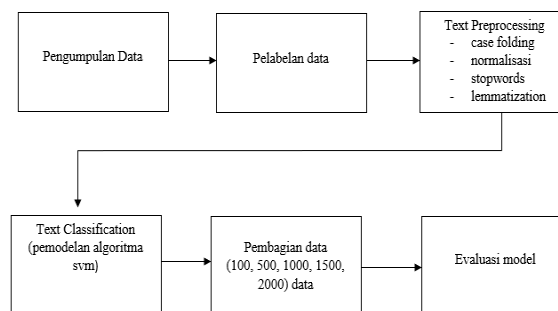 Pengumpulan Data
Pelabelan data
Text Preprocessing
- case folding
- normalisasi
- stopwords
- lemmatization
Text Classification
(pemodelan algoritma
svm)
Pembagian data
(100, 500, 1000, 1500,
2000) data
Evaluasi model